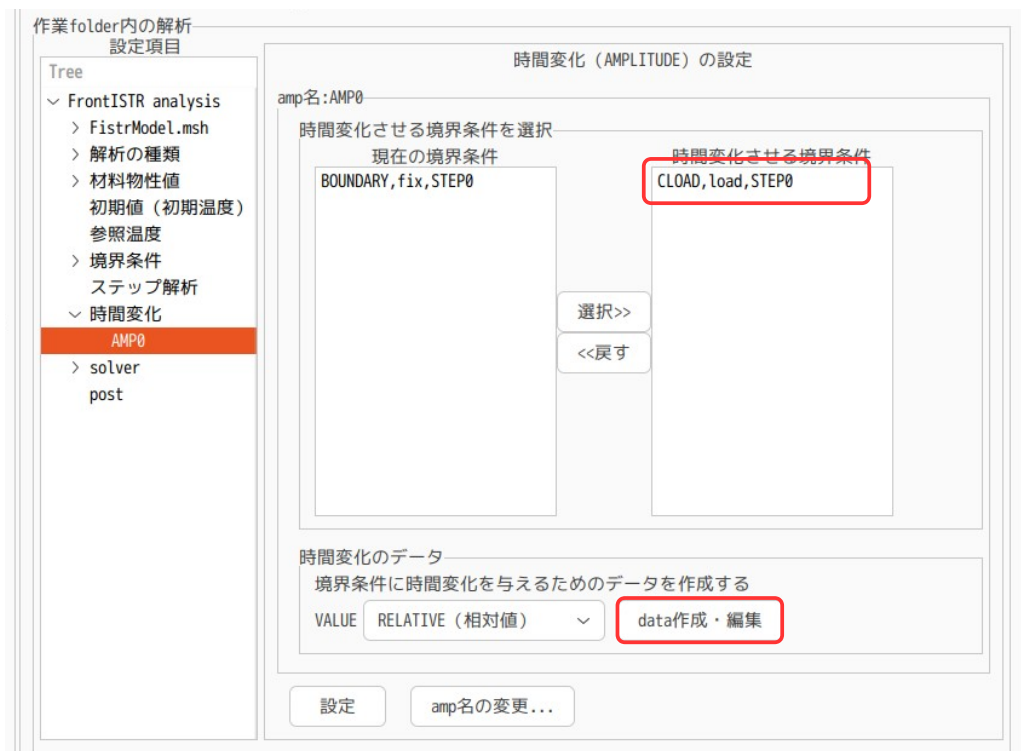 作業folder内の解析
設定項目
Tree
FrontISTR analysis
FistrModel.msh
解析の種類
材料物性値
初期値（初期温度）
参照温度
境界条件
ステップ解析
時間変化
AMP0
solver
post
時間変化（AMPLITUDE）の設定
amp名:AMP0
時間変化させる境界条件を選択
現在の境界条件
BOUNDARY,fix,STEP0
選択>>
<<戻す
時間変化させる境界条件
CLOAD,load,STEP0
時間変化のデータ
境界条件に時間変化を与えるためのデータを作成する
VALUE RELATIVE（相対値） data作成・編集
設定 amp名の変更...